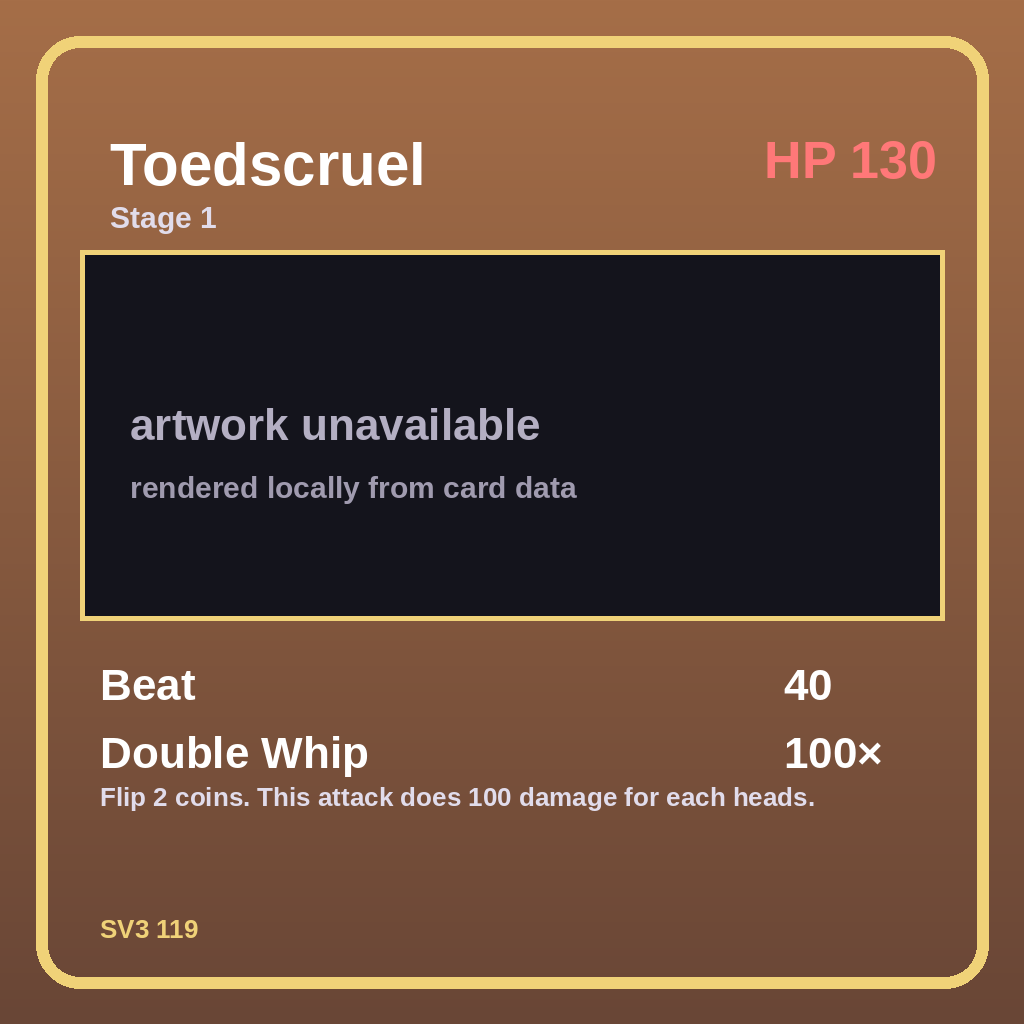 Toedscruel
HP 130
Stage 1
artwork unavailable
rendered locally from card data
Beat 40
Double Whip 100×
Flip 2 coins. This attack does 100 damage for each heads.
SV3 119